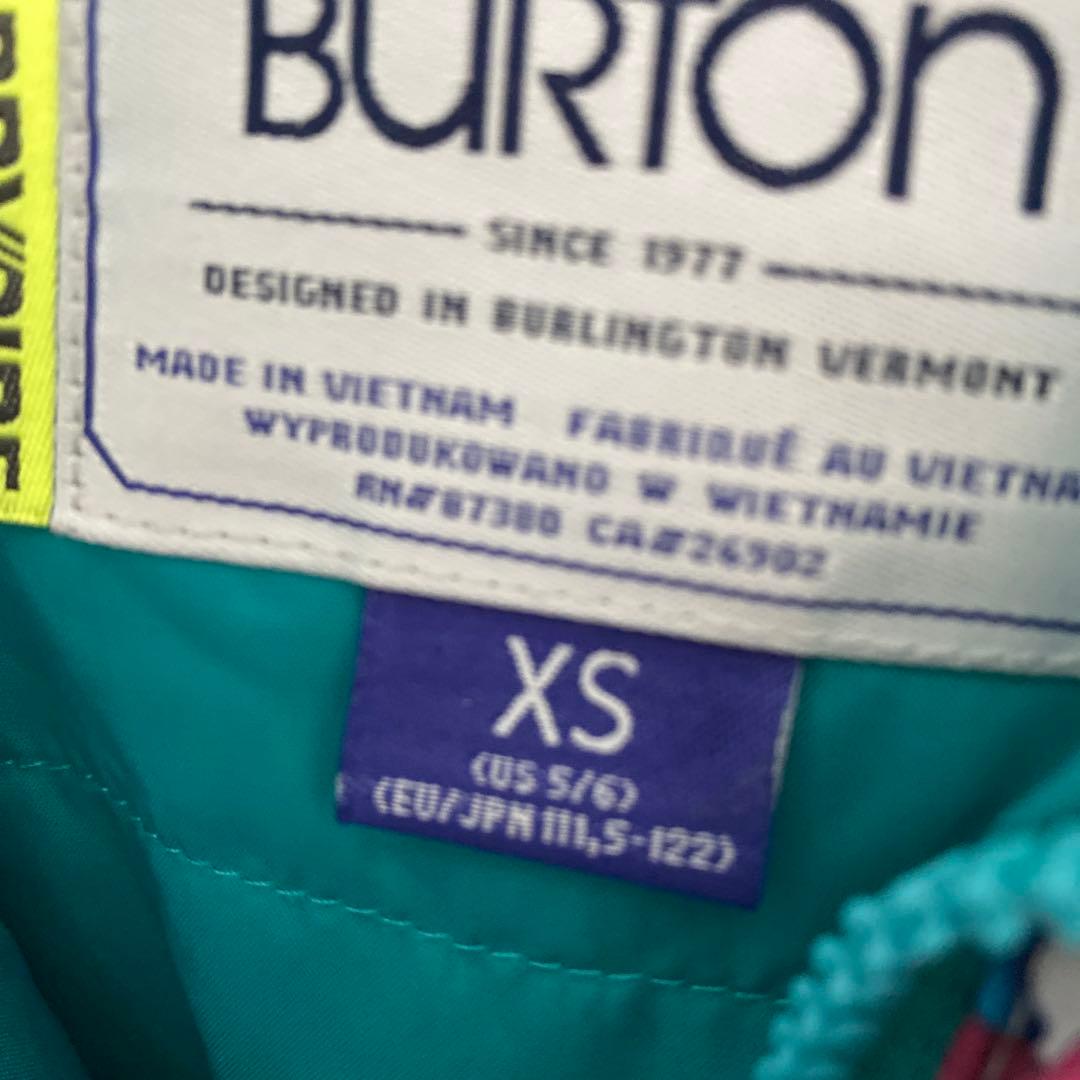 BURTON
SINCE 1977
DESIGNED IN BURLINGTON VERMONT
MADE IN VIETNAM FABRIQUÉ AU VIETNA
WYPRODUKOWANO W WIETNAMIE
RN#87380 CA#26902
XS
(US 5/6)
(EU/JPN 111,5-122)